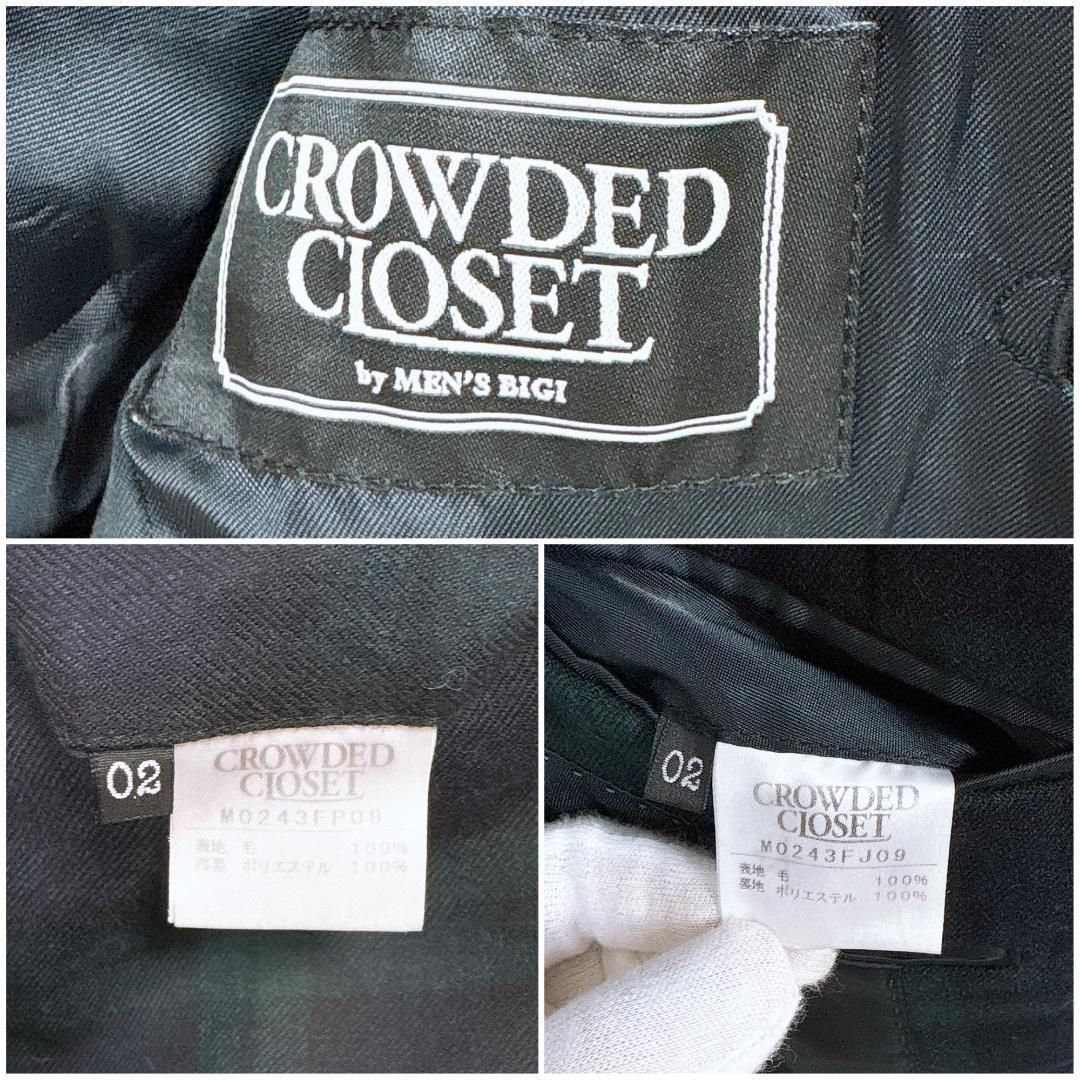 CROWDED
CLOSET
by MEN'S BIGI
02
CROWDED
CLOSET
M0243FP08
表地 毛 100%
膝裏 ポリエステル 100%
02
CROWDED
CLOSET
M0243FJ09
表地 毛 100%
裏地 ポリエステル 100%